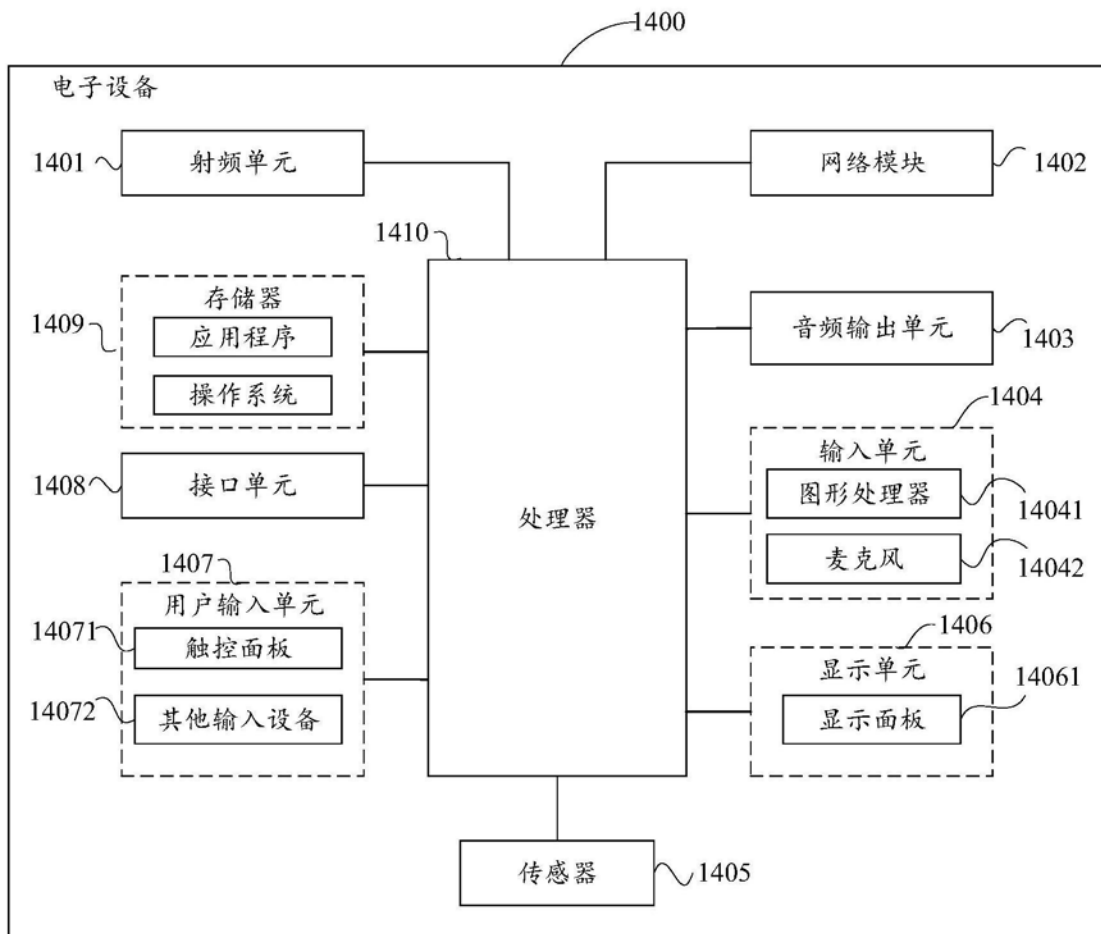 1400
电子设备
1401
射频单元
网络模块
1402
1410
存储器
1409
应用程序
操作系统
音频输出单元
1403
1404
输入单元
图形处理器
14041
麦克风
14042
1408
接口单元
处理器
1407
用户输入单元
14071
触控面板
14072
其他输入设备
1406
显示单元
14061
显示面板
传感器
1405